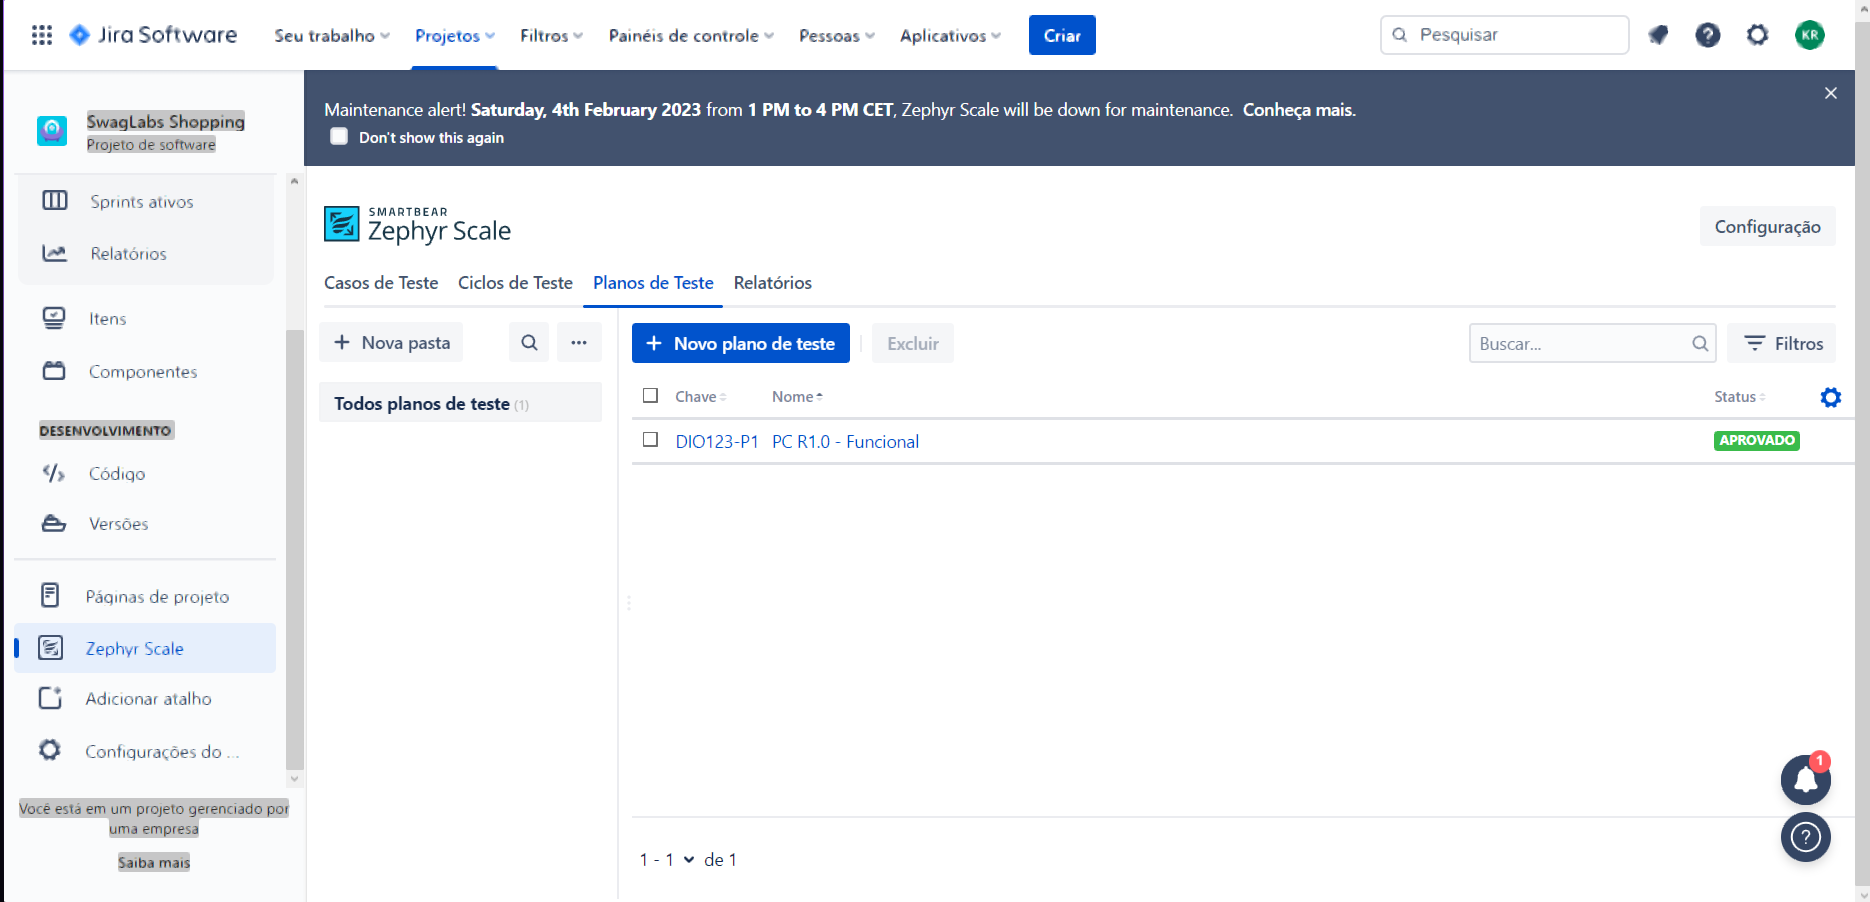 Jira Software
Seu trabalho
Projetos
Filtros
Painéis de controle
Pessoas
Aplicativos
Criar
Pesquisar
KR
SwagLabs Shopping
Projeto de software
Maintenance alert! Saturday, 4th February 2023 from 1 PM to 4 PM CET, Zephyr Scale will be down for maintenance. Conheça mais.
Don't show this again
Sprints ativos
Relatórios
Itens
Componentes
DESENVOLVIMENTO
Código
Versões
Páginas de projeto
Zephyr Scale
Adicionar atalho
Configurações do ...
Você está em um projeto gerenciado por
uma empresa
Saiba mais
SMARTBEAR
Zephyr Scale
Configuração
Casos de Teste
Ciclos de Teste
Planos de Teste
Relatórios
+ Nova pasta
...
Todos planos de teste (1)
+ Novo plano de teste
Excluir
Buscar...
Filtros
Chave
Nome
Status
DIO123-P1
PC R1.0 - Funcional
APROVADO
1
?
1 - 1 de 1